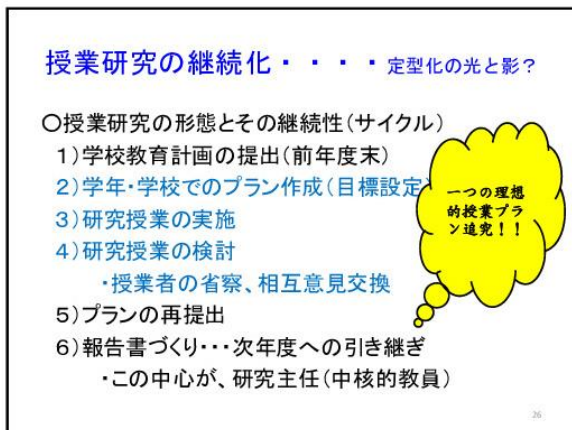 授業研究の継続化・・・・定型化の光と影？
〇授業研究の形態とその継続性(サイクル)
1)学校教育計画の提出(前年度末)
2)学年・学校でのプラン作成(目標設定)
3)研究授業の実施
4)研究授業の検討
・授業者の省察、相互意見交換
5)プランの再提出
6)報告書づくり・・・次年度への引き継ぎ
・この中心が、研究主任(中核的教員)
一つの理想
的授業プラ
ン追究！！
26